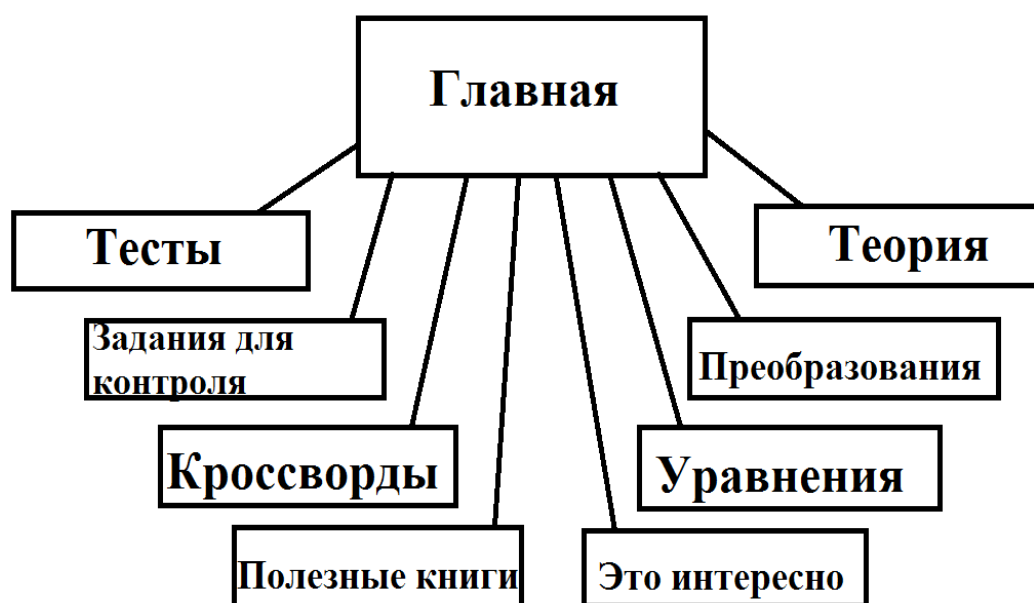 Главная
Тесты
Теория
Задания для
контроля
Преобразования
Кроссворды
Уравнения
Полезные книги
Это интересно